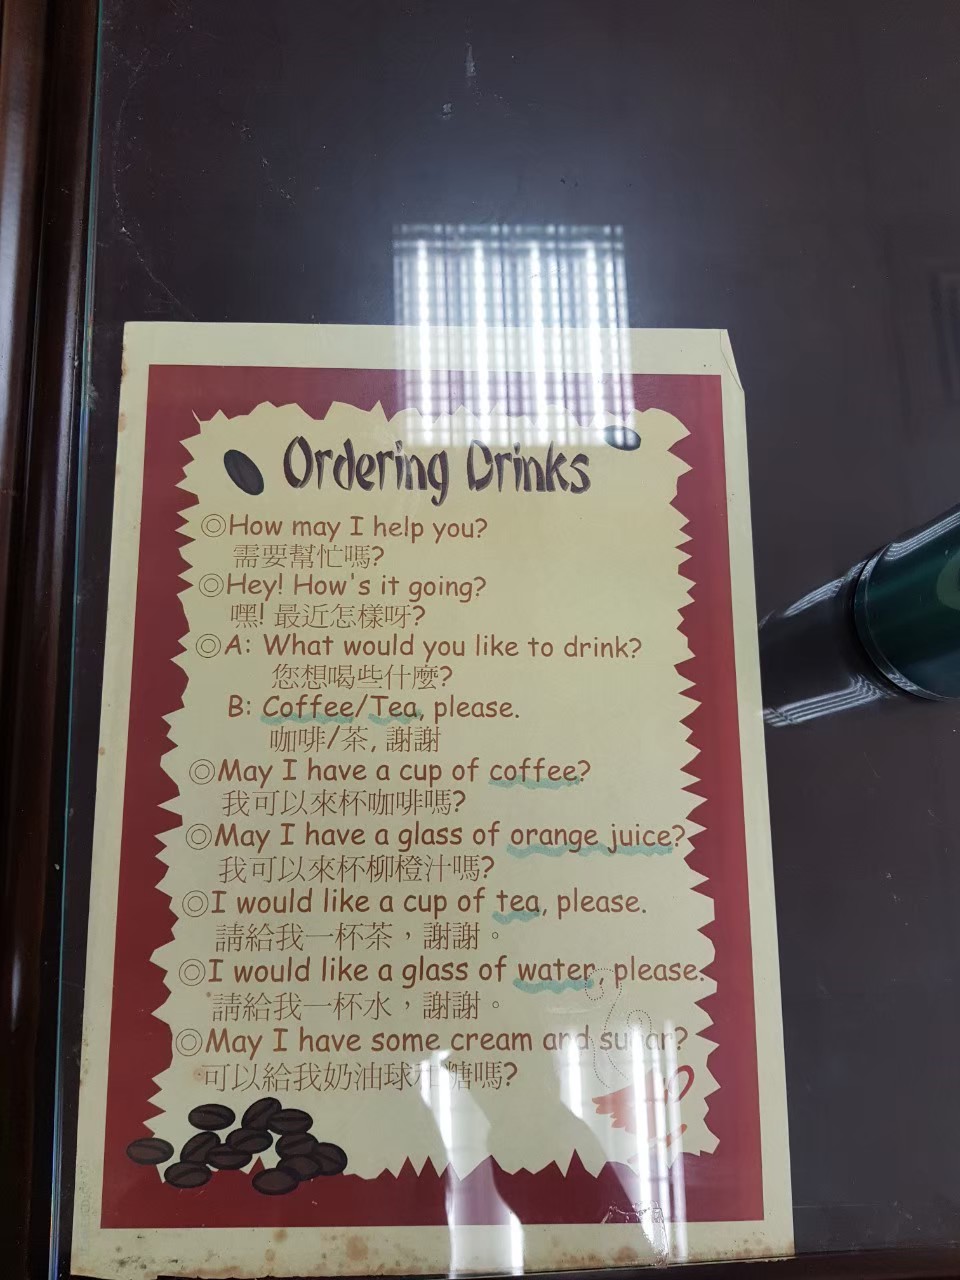 Ordering Drinks
◎How may I help you?
需要幫忙嗎?
◎Hey! How's it going?
嘿! 最近怎樣呀?
◎A: What would you like to drink?
您想喝些什麼?
B: Coffee/Tea, please.
咖啡/茶, 謝謝
◎May I have a cup of coffee?
我可以來杯咖啡嗎?
◎May I have a glass of orange juice?
我可以來杯柳橙汁嗎?
◎I would like a cup of tea, please.
請給我一杯茶，謝謝。
◎I would like a glass of water, please.
請給我一杯水，謝謝。
◎May I have some cream and sugar?
可以給我奶油球和糖嗎?